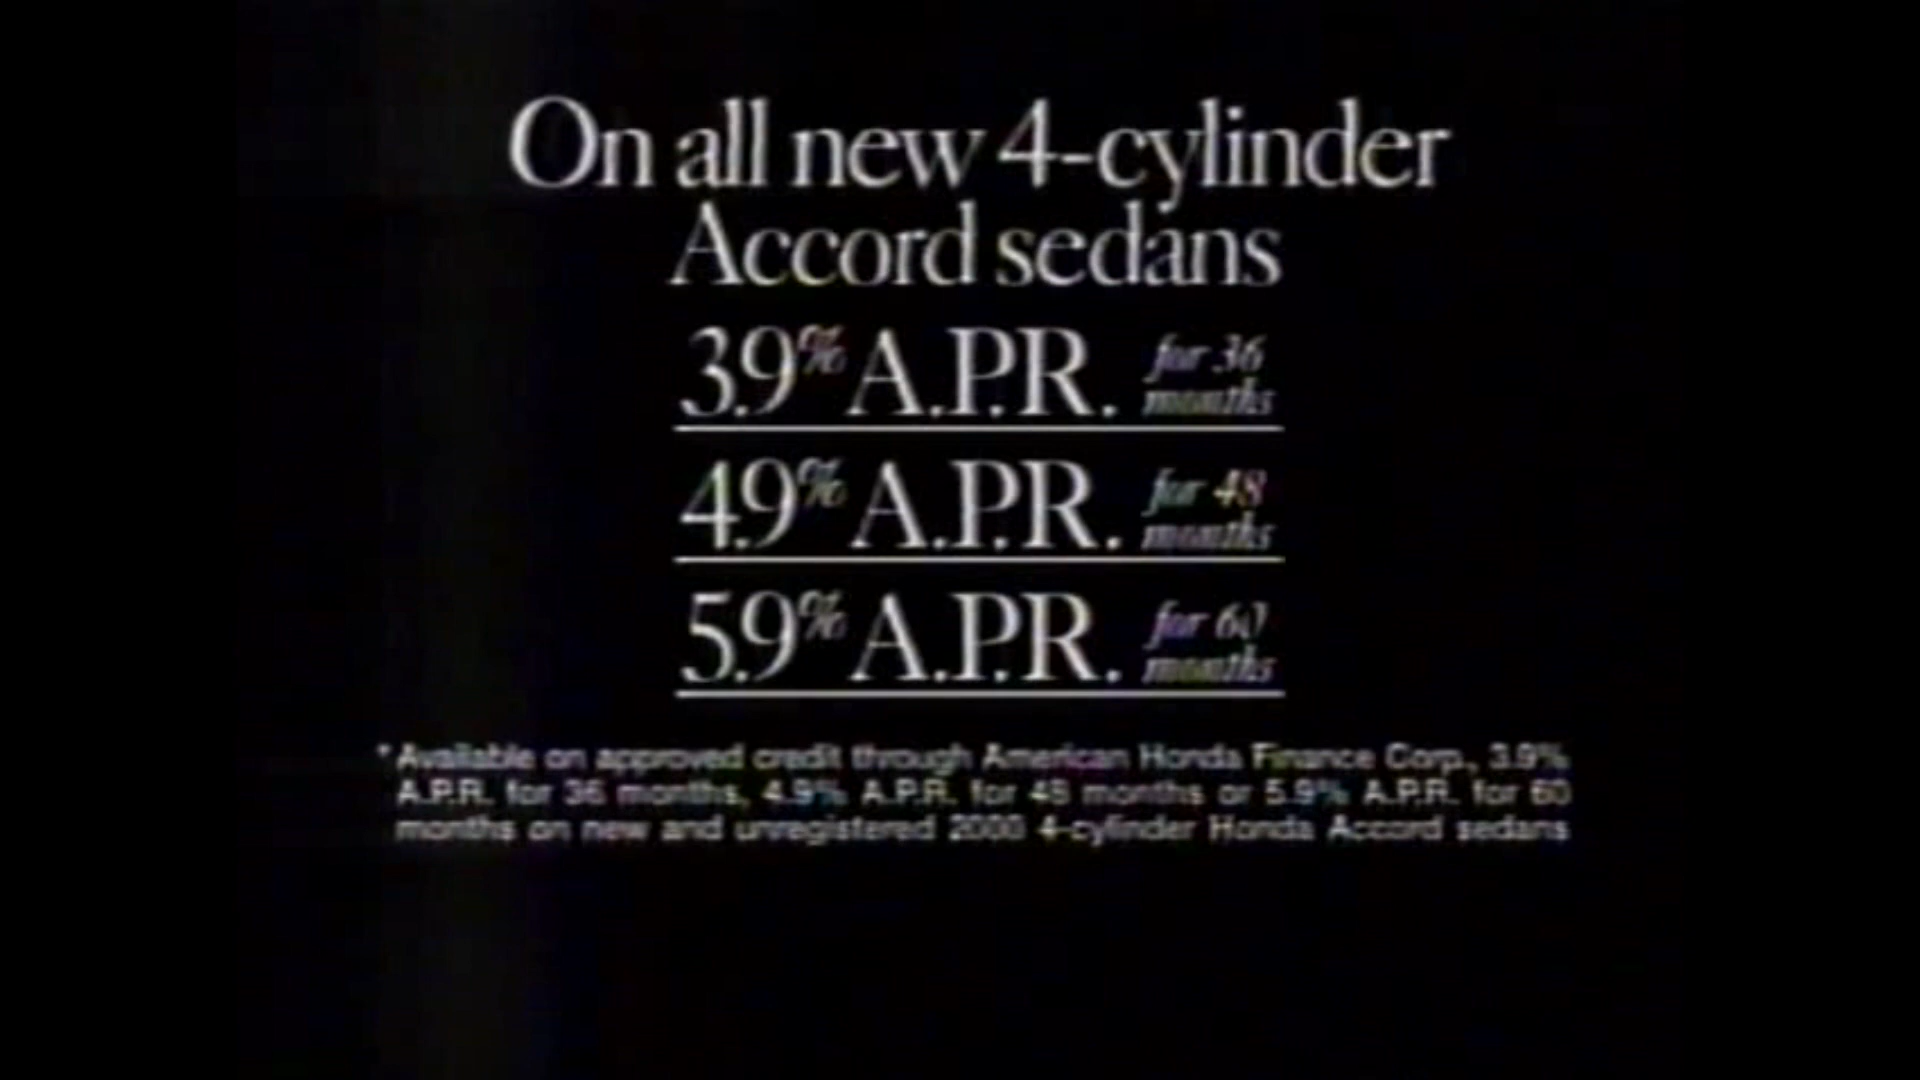 On all new 4-cylinder
Accord sedans
3.9% A.P.R. for 36
months
4.9% A.P.R. for 48
months
5.9% A.P.R. for 60
months
* Available on approved credit through American Honda Finance Corp., 3.9%
A.P.R. for 36 months, 4.9% A.P.R. for 48 months or 5.9% A.P.R. for 60
months on new and unregistered 2000 4-cylinder Honda Accord sedans